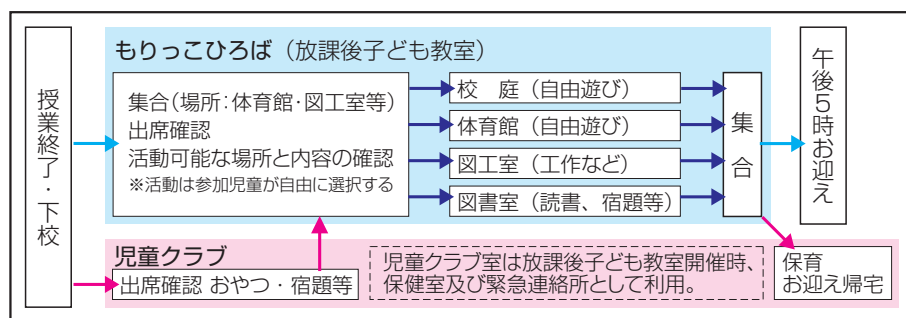 授業終了・下校
もりっこひろば（放課後子ども教室）
集合（場所：体育館・図工室等）
出席確認
活動可能な場所と内容の確認
※活動は参加児童が自由に選択する
校　庭（自由遊び）
体育館（自由遊び）
図工室（工作など）
図書室（読書、宿題等）
集合
午後５時お迎え
児童クラブ
出席確認 おやつ・宿題等
児童クラブ室は放課後子ども教室開催時、
保健室及び緊急連絡所として利用。
保育
お迎え帰宅